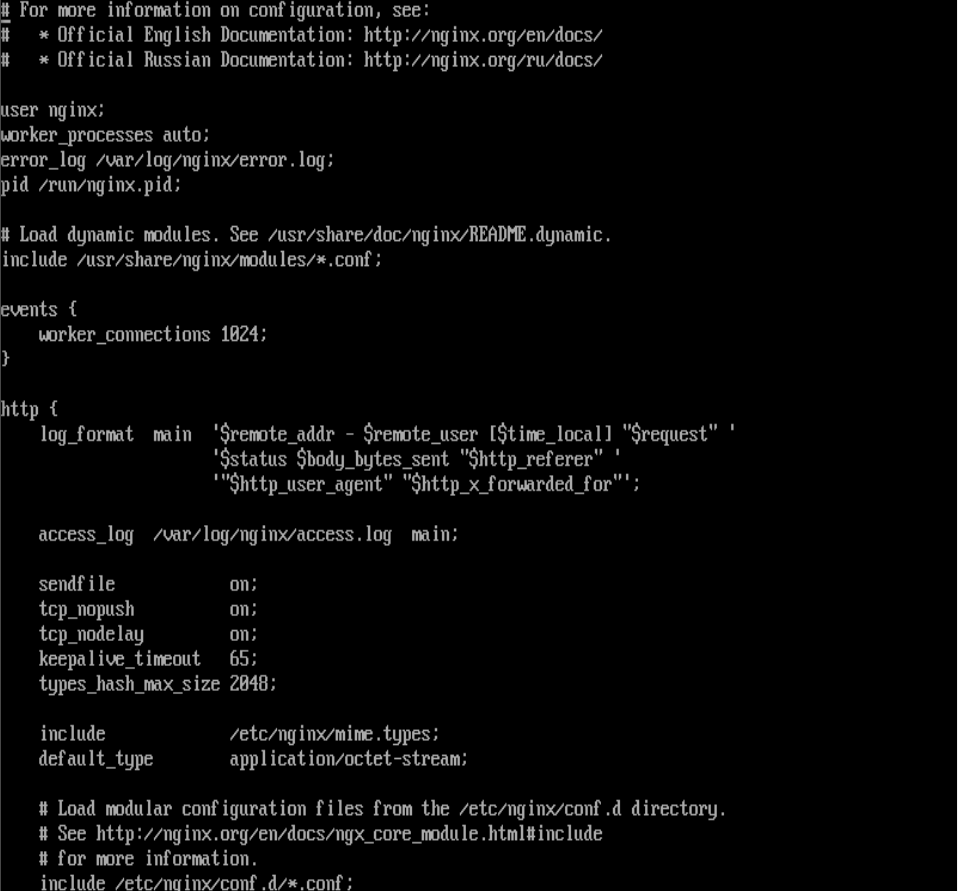 # For more information on configuration, see:
#   * Official English Documentation: http://nginx.org/en/docs/
#   * Official Russian Documentation: http://nginx.org/ru/docs/

user nginx;
worker_processes auto;
error_log /var/log/nginx/error.log;
pid /run/nginx.pid;

# Load dynamic modules. See /usr/share/doc/nginx/README.dynamic.
include /usr/share/nginx/modules/*.conf;

events {
    worker_connections 1024;
}

http {
    log_format  main  '$remote_addr - $remote_user [$time_local] "$request" '
                      '$status $body_bytes_sent "$http_referer" '
                      '"$http_user_agent" "$http_x_forwarded_for"';

    access_log  /var/log/nginx/access.log  main;

    sendfile            on;
    tcp_nopush          on;
    tcp_nodelay         on;
    keepalive_timeout   65;
    types_hash_max_size 2048;

    include             /etc/nginx/mime.types;
    default_type        application/octet-stream;

    # Load modular configuration files from the /etc/nginx/conf.d directory.
    # See http://nginx.org/en/docs/ngx_core_module.html#include
    # for more information.
    include /etc/nginx/conf.d/*.conf;